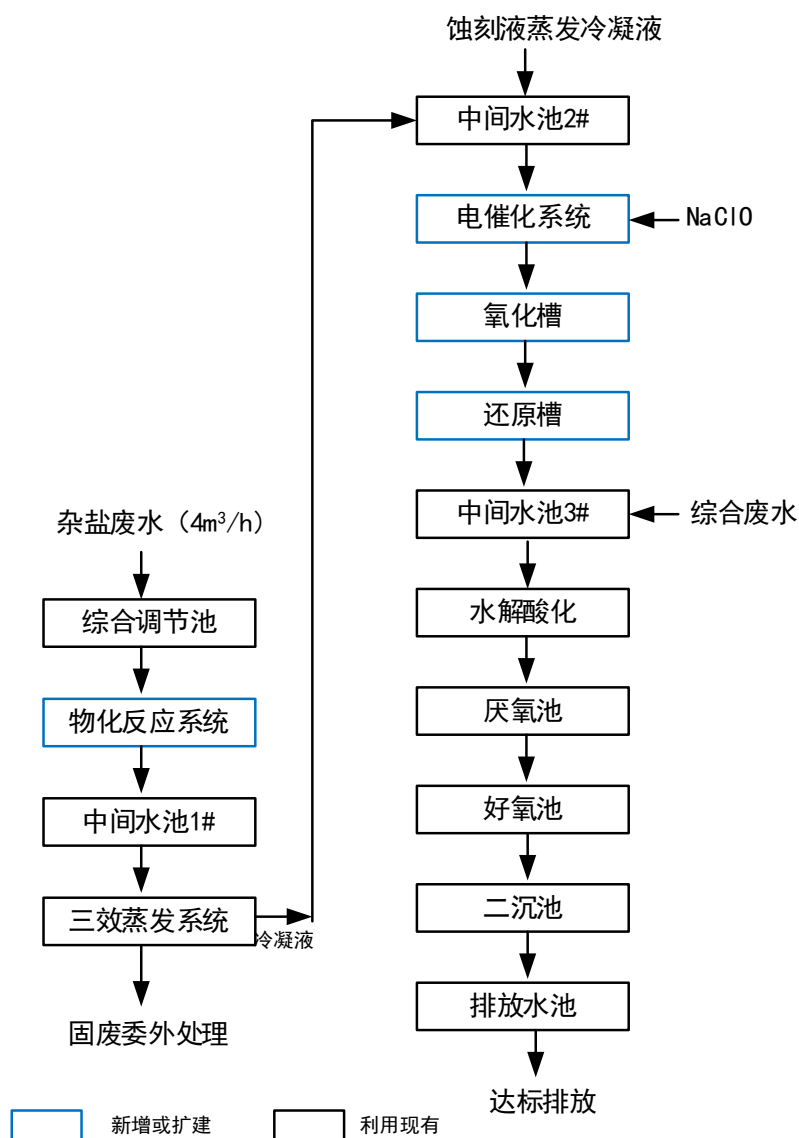 蚀刻液蒸发冷凝液
中间水池2#
电催化系统
NaClO
氧化槽
还原槽
中间水池3#
综合废水
水解酸化
厌氧池
好氧池
二沉池
排放水池
达标排放
杂盐废水（4m³/h）
综合调节池
物化反应系统
中间水池1#
三效蒸发系统
冷凝液
固废委外处理
新增或扩建
利用现有